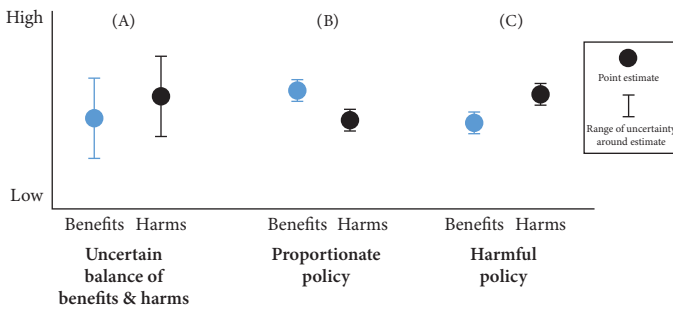 High
(A)
(B)
(C)
Point estimate
Range of uncertainty
around estimate
Low
Benefits Harms
Benefits Harms
Benefits Harms
Uncertain
balance of
benefits & harms
Proportionate
policy
Harmful
policy